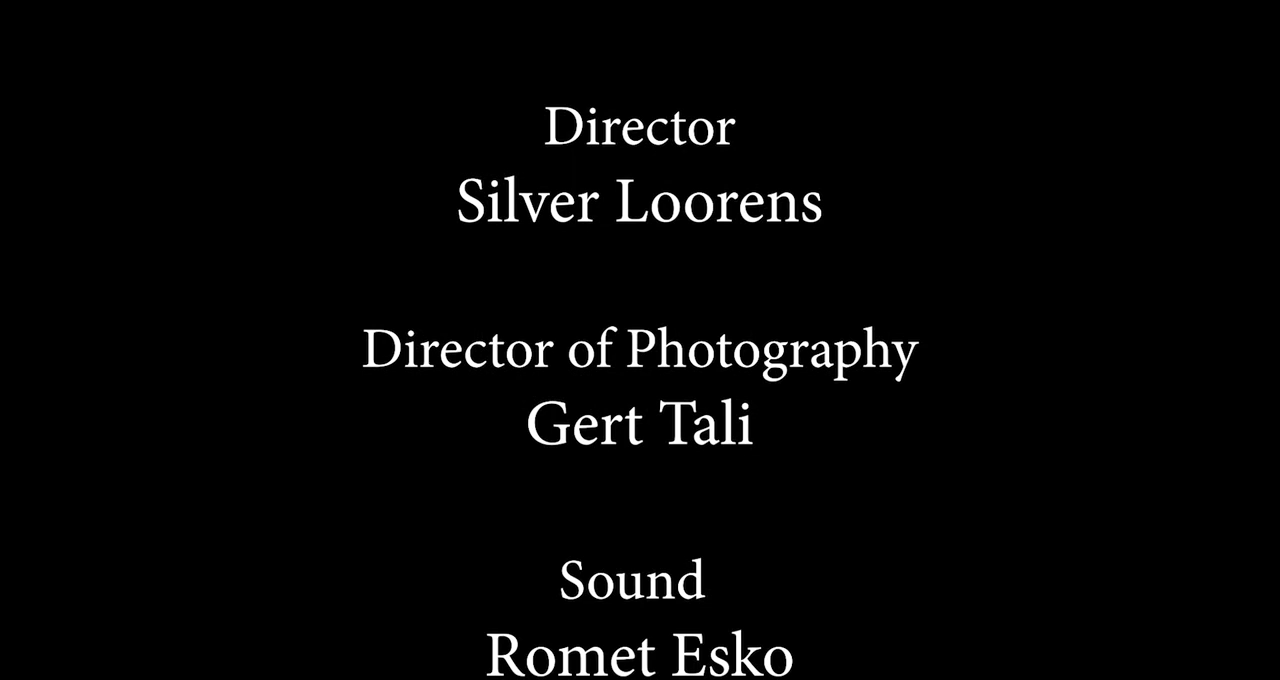 Director
Silver Loorens
Director of Photography
Gert Tali
Sound
Romet Esko